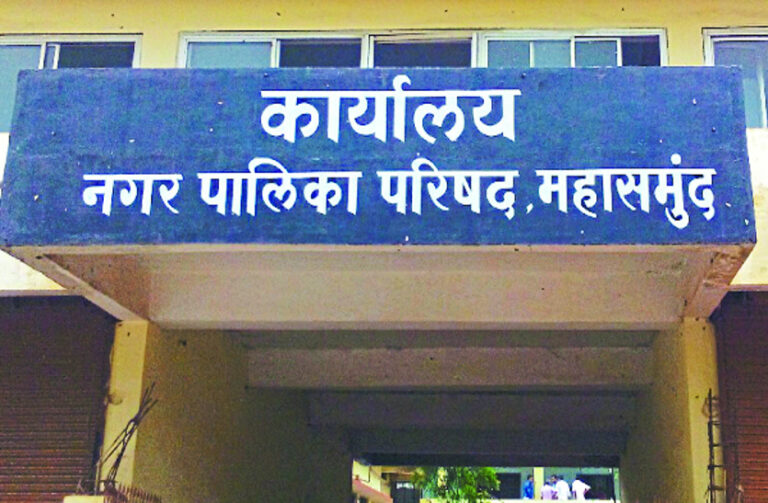 कार्यालय
नगर पालिका परिषद, महासमुंद